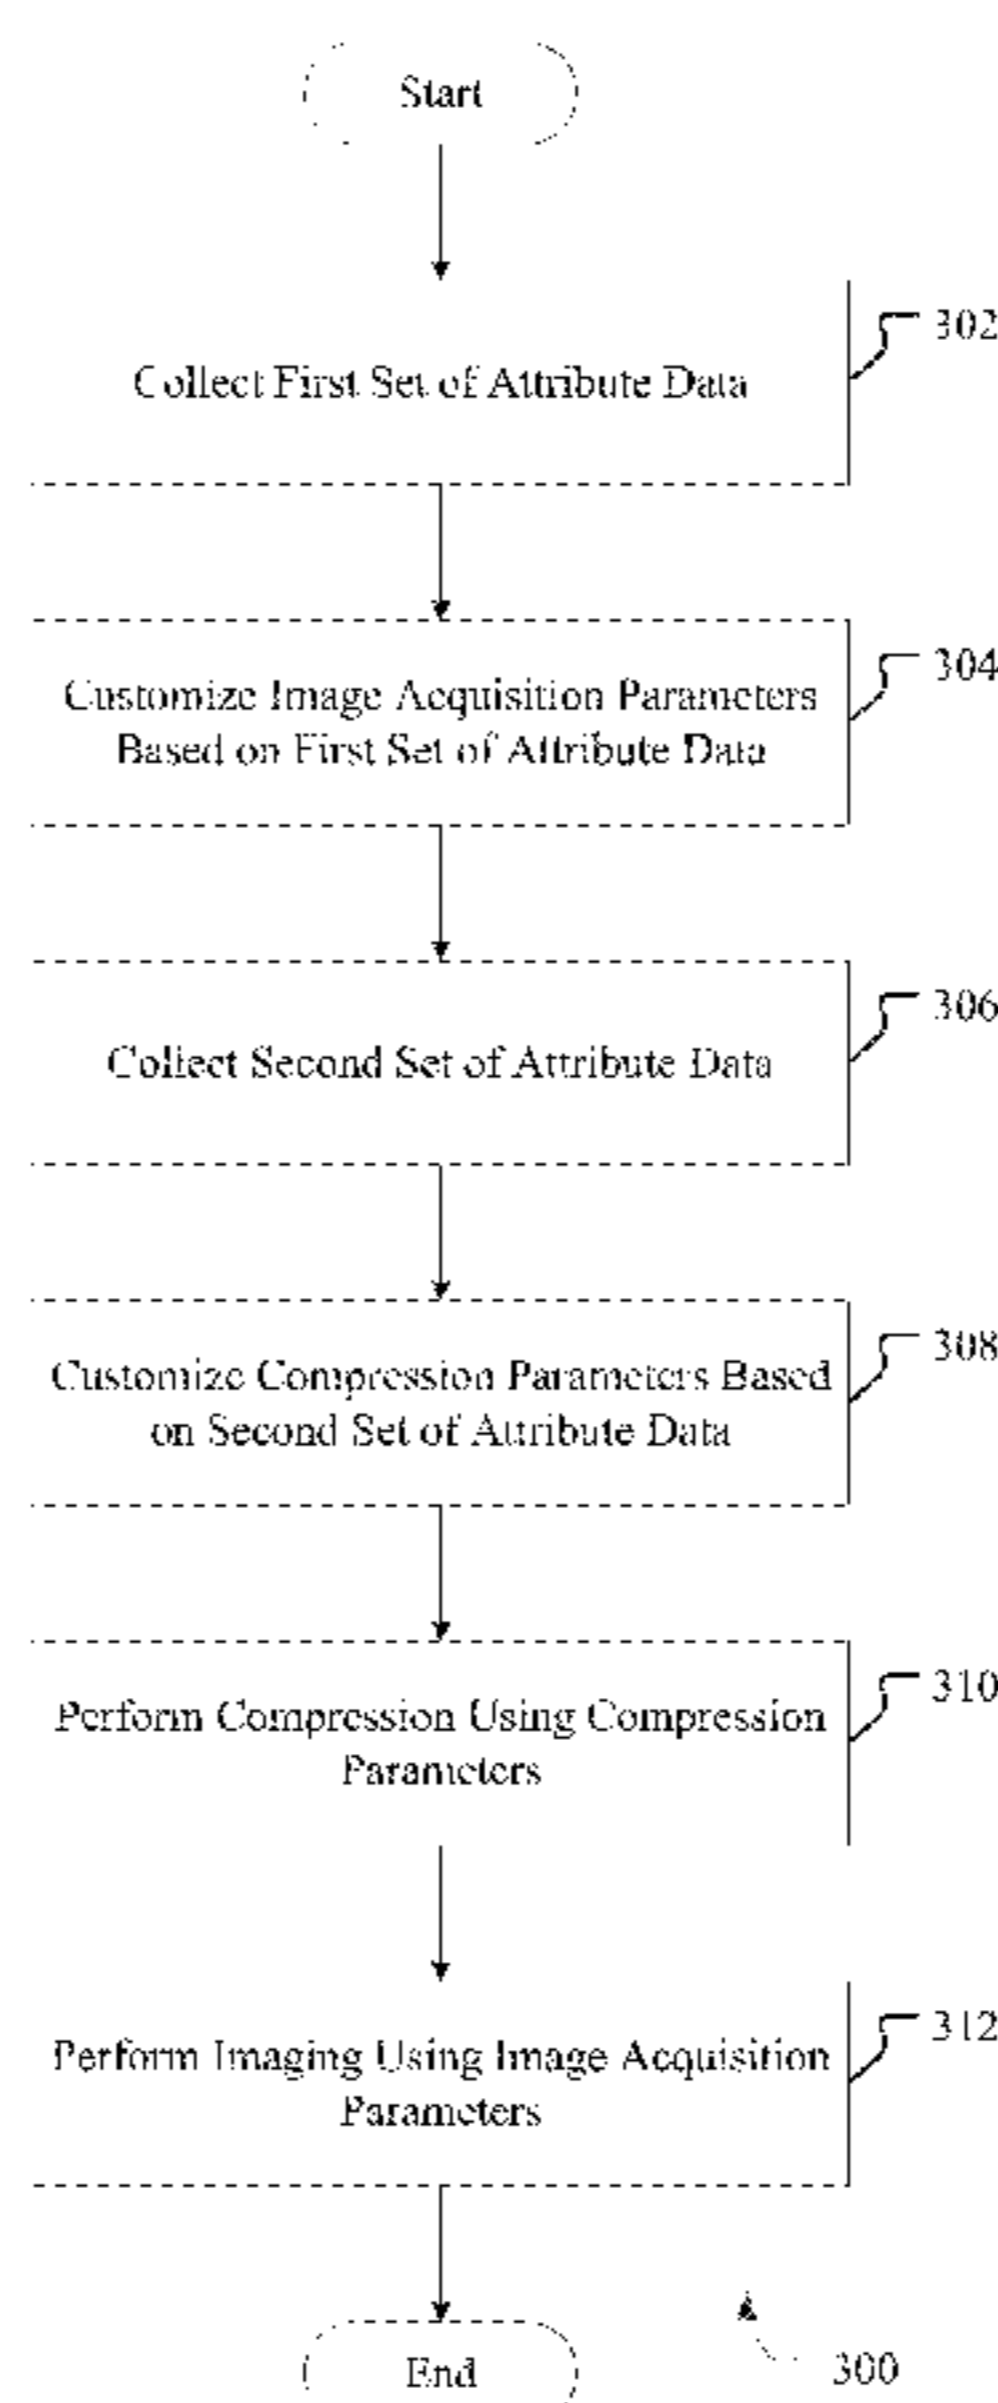 Start
302
Collect First Set of Attribute Data
304
Customize Image Acquisition Parameters
Based on First Set of Attribute Data
306
Collect Second Set of Attribute Data
308
Customize Compression Parameters Based
on Second Set of Attribute Data
310
Perform Compression Using Compression
Parameters
312
Perform Imaging Using Image Acquisition
Parameters
End
300